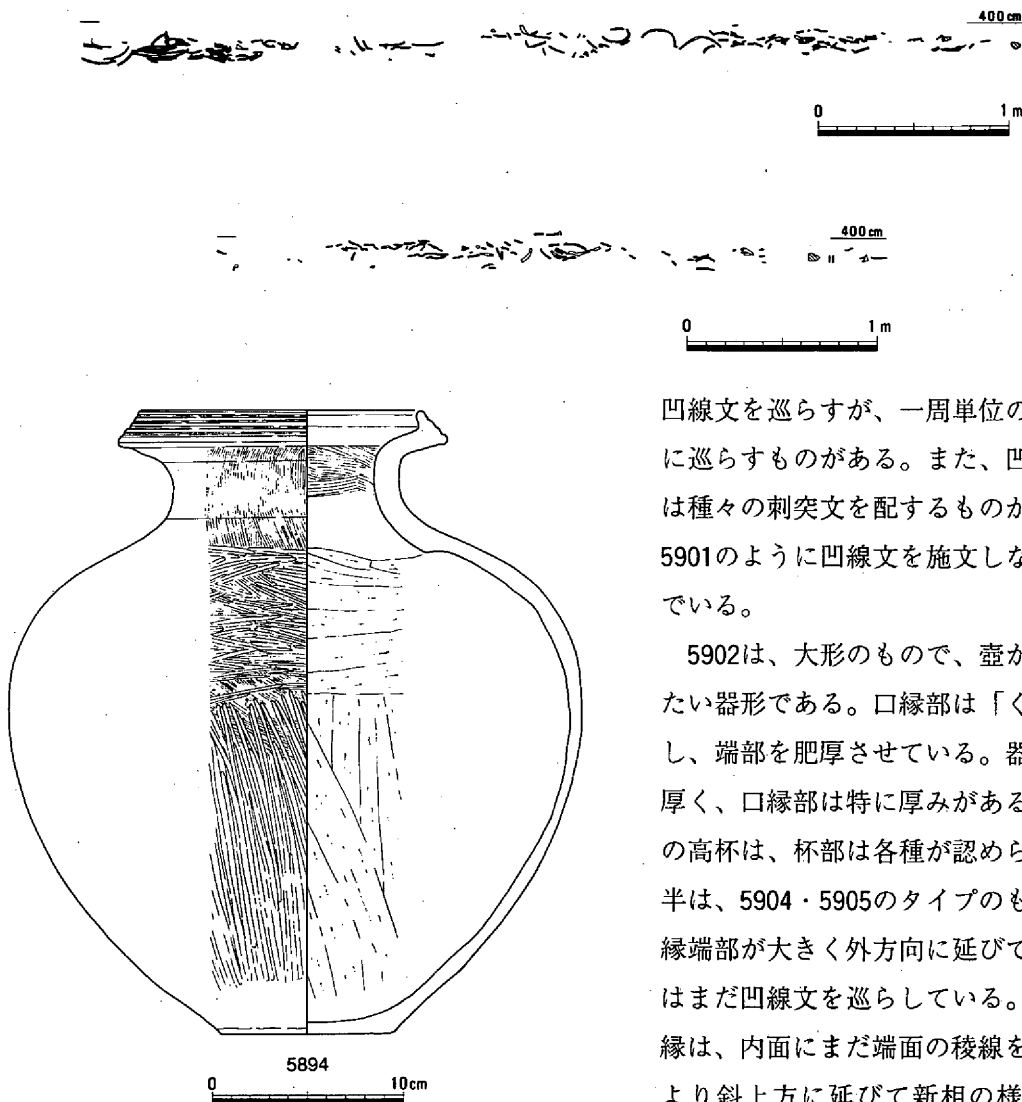 400cm
0 1m
400cm
0 1m
凹線文を巡らすが、一周単位の
に巡らすものがある。また、凹
は種々の刺突文を配するものか
5901のように凹線文を施文しな
でいる。
5902は、大形のもので、壺か
たい器形である。口縁部は「く
し、端部を肥厚させている。器
厚く、口縁部は特に厚みがある
の高杯は、杯部は各種が認めら
半は、5904・5905のタイプのも
縁端部が大きく外方向に延びて
はまだ凹線文を巡らしている。
縁は、内面にまだ端面の稜線を
より斜上方に延びて新相の様
5894
0 10cm